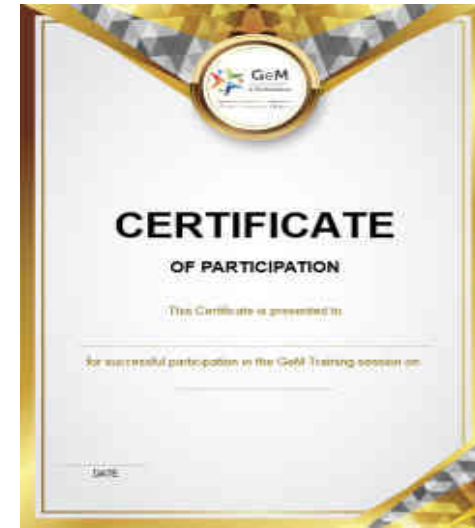 GeM
CERTIFICATE
OF PARTICIPATION
This Certificate is presented to
for successful participation in the GeM Training session on
DATE